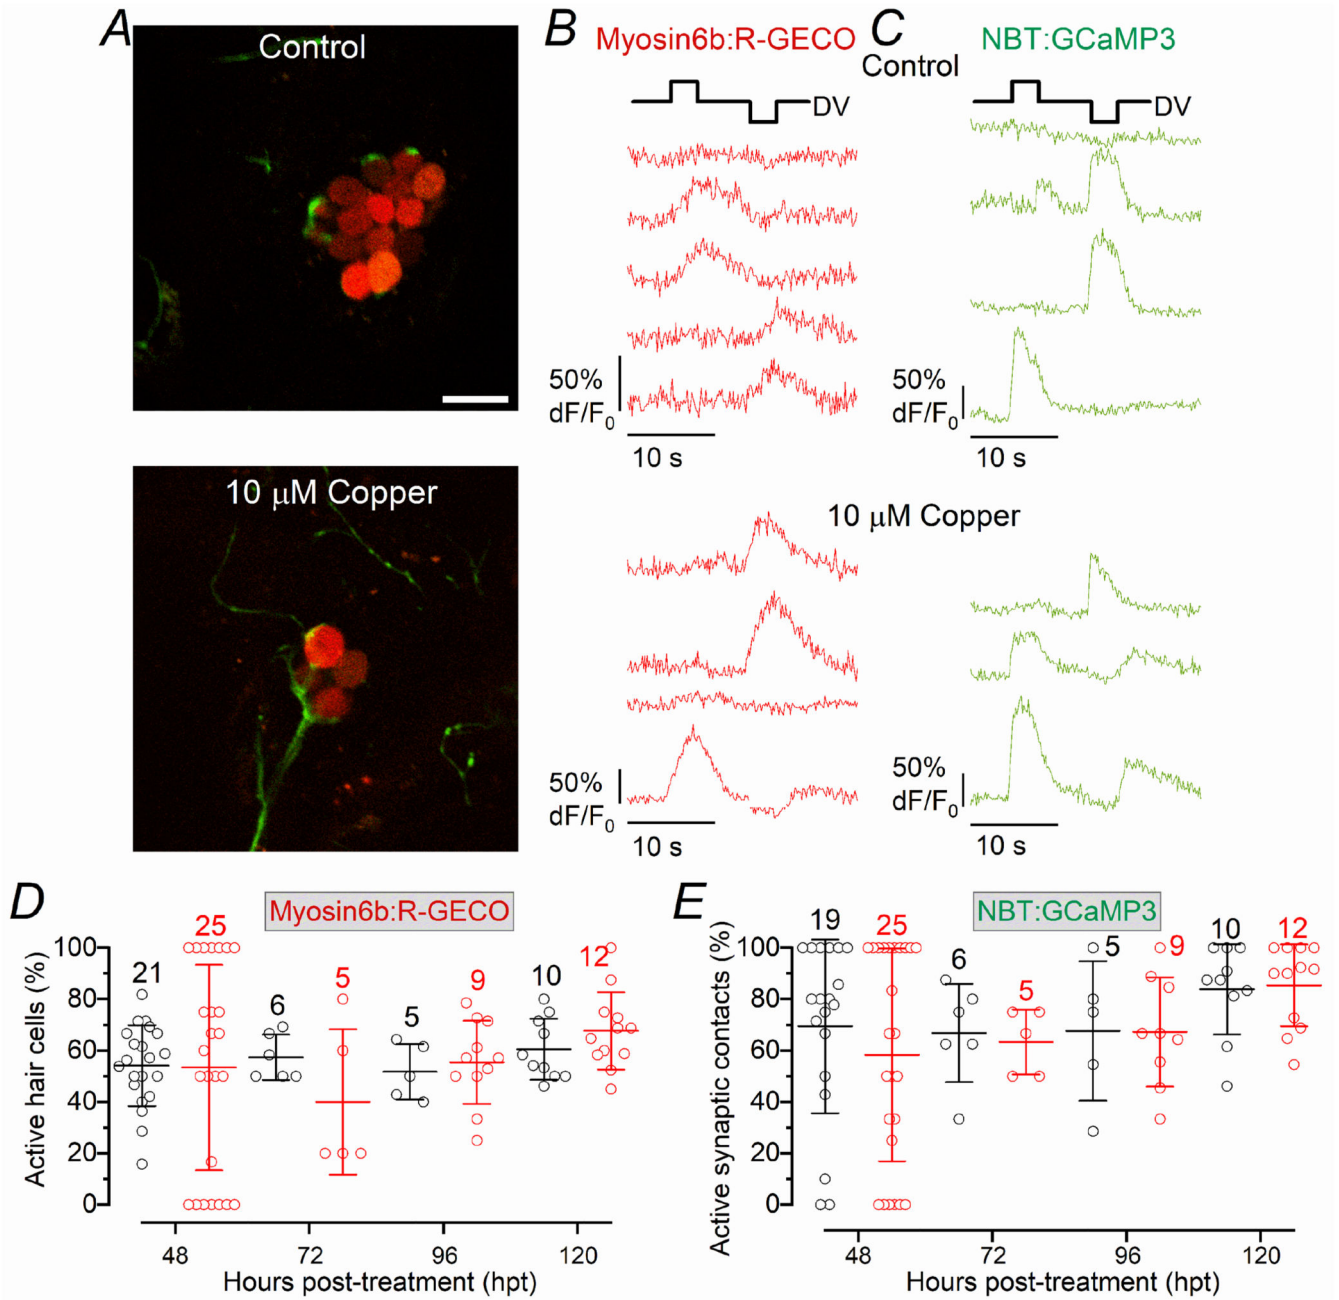 A
Control
10 μM Copper
B
Myosin6b:R-GECO
C
NBT:GCaMP3
Control
DV
DV
50%
dF/F0
10 s
50%
dF/F0
10 s
10 μM Copper
50%
dF/F0
10 s
50%
dF/F0
10 s
D
Myosin6b:R-GECO
Active hair cells (%)
100
80
60
40
20
0
21
25
6
5
5
9
10
12
48
72
96
120
Hours post-treatment (hpt)
E
NBT:GCaMP3
Active synaptic contacts (%)
100
80
60
40
20
0
19
25
6
5
5
9
10
12
48
72
96
120
Hours post-treatment (hpt)